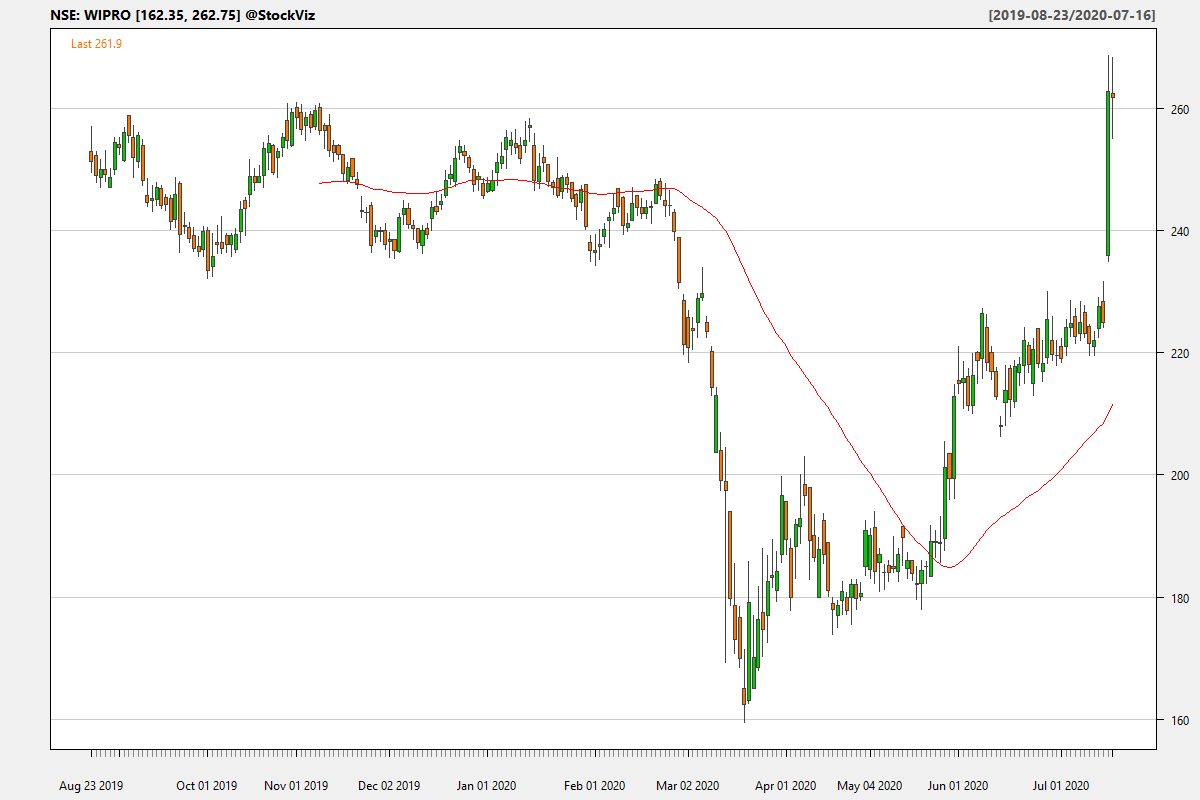 NSE: WIPRO [162.35, 262.75] @StockViz [2019-08-23/2020-07-16]
Last 261.9
260
240
220
200
180
160
Aug 23 2019 Oct 01 2019 Nov 01 2019 Dec 02 2019 Jan 01 2020 Feb 01 2020 Mar 02 2020 Apr 01 2020 May 04 2020 Jun 01 2020 Jul 01 2020